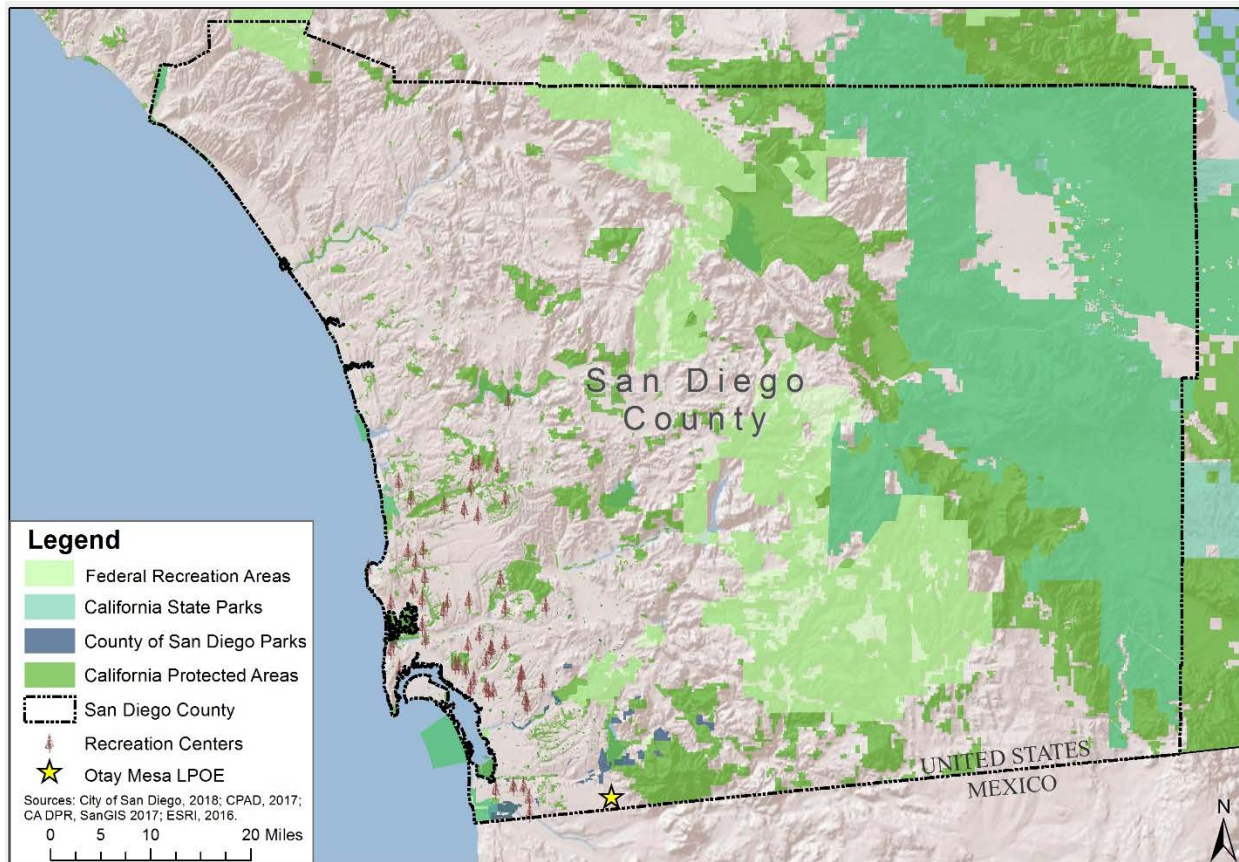 San Diego
County
UNITED STATES
MEXICO
Legend
Federal Recreation Areas
California State Parks
County of San Diego Parks
California Protected Areas
San Diego County
Recreation Centers
Otay Mesa LPOE
Sources: City of San Diego, 2018; CPAD, 2017;
CA DPR, SanGIS 2017; ESRI, 2016.
0 5 10 20 Miles
N